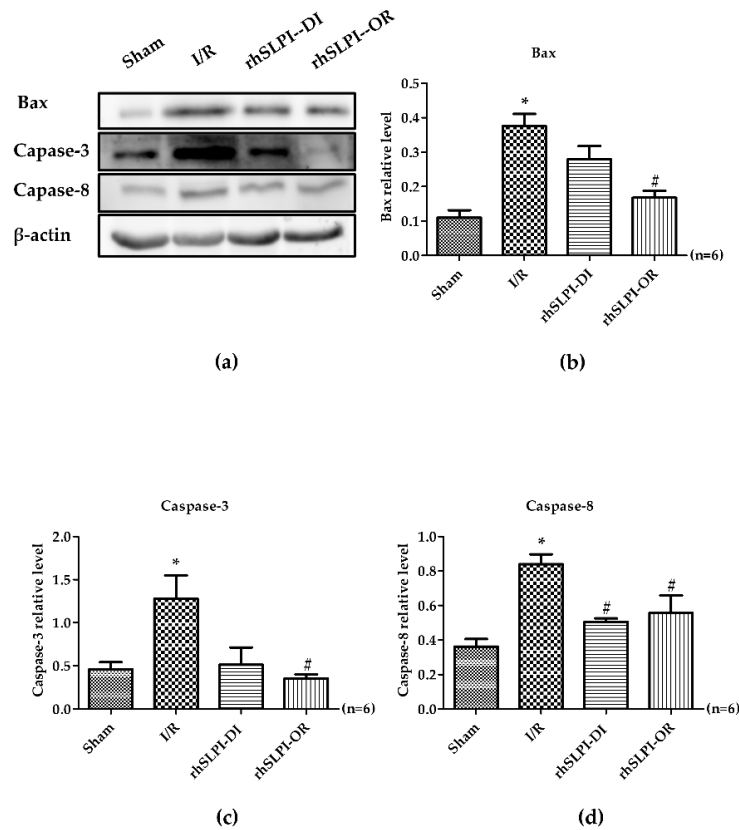 Sham I/R rhSLPI--DI rhSLPI--OR
Bax
Capase-3
Capase-8
β-actin
(a)
Bax
Bax relative level
0.5
0.4
0.3
0.2
0.1
0.0
*
#
(n=6)
Sham I/R rhSLPI-DI rhSLPI-OR
(b)
Caspase-3
Caspase-3 relative level
2.0
1.5
1.0
0.5
0.0
*
#
(n=6)
Sham I/R rhSLPI-DI rhSLPI-OR
(c)
Caspase-8
Caspase-8 relative level
1.0
0.8
0.6
0.4
0.2
0.0
*
#
#
(n=6)
Sham I/R rhSLPI-DI rhSLPI-OR
(d)